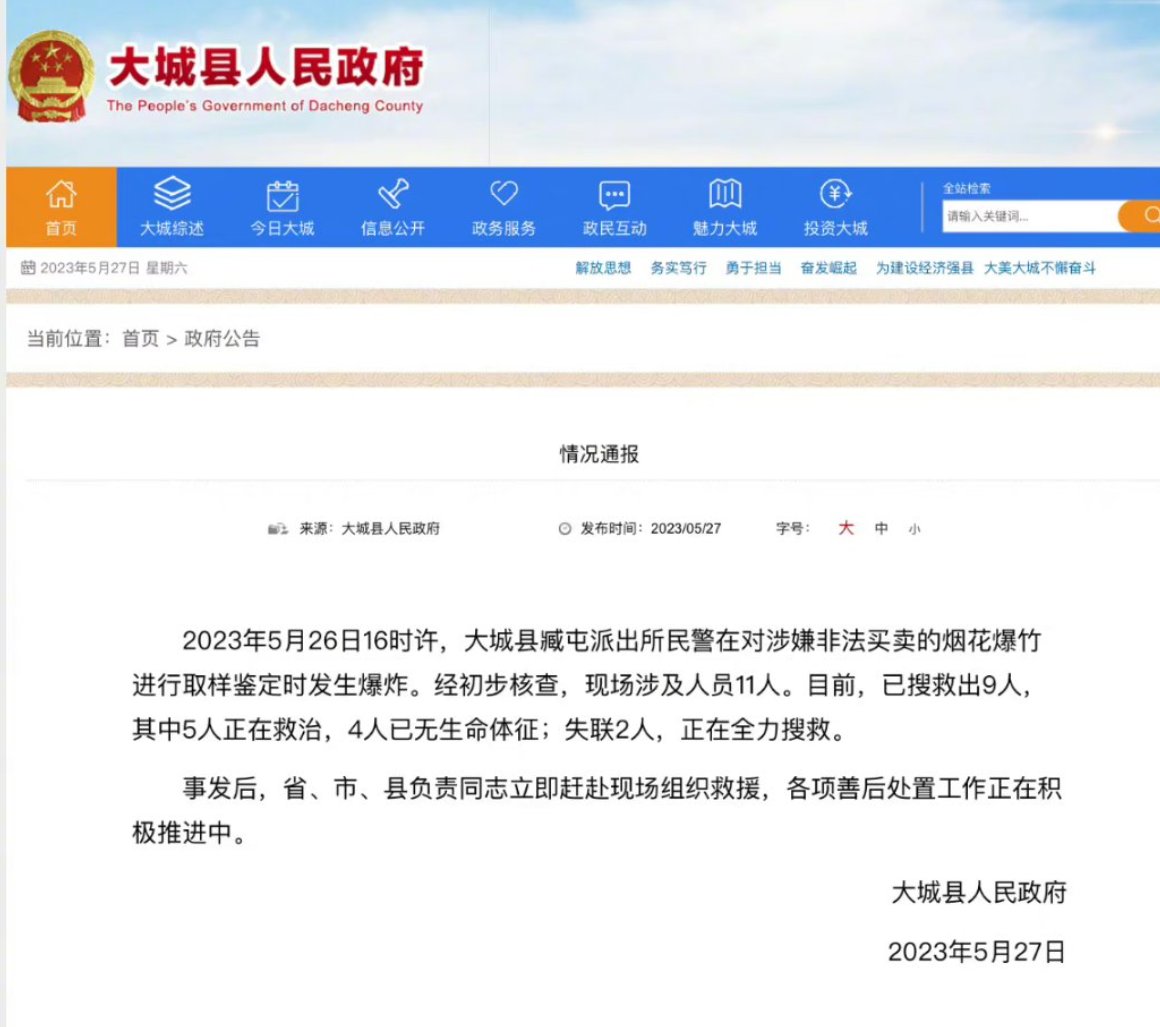 大城县人民政府
The People's Government of Dacheng County
首页 大城综述 今日大城 信息公开 政务服务 政民互动 魅力大城 投资大城
全站检索
请输入关键词...
2023年5月27日 星期六 解放思想 务实笃行 勇于担当 奋发崛起 为建设经济强县 大美大城不懈奋斗
当前位置：首页 > 政府公告
情况通报
来源：大城县人民政府 发布时间：2023/05/27 字号： 大 中 小
2023年5月26日16时许，大城县臧屯派出所民警在对涉嫌非法买卖的烟花爆竹
进行取样鉴定时发生爆炸。经初步核查，现场涉及人员11人。目前，已搜救出9人，
其中5人正在救治，4人已无生命体征；失联2人，正在全力搜救。
事发后，省、市、县负责同志立即赶赴现场组织救援，各项善后处置工作正在积
极推进中。
大城县人民政府
2023年5月27日